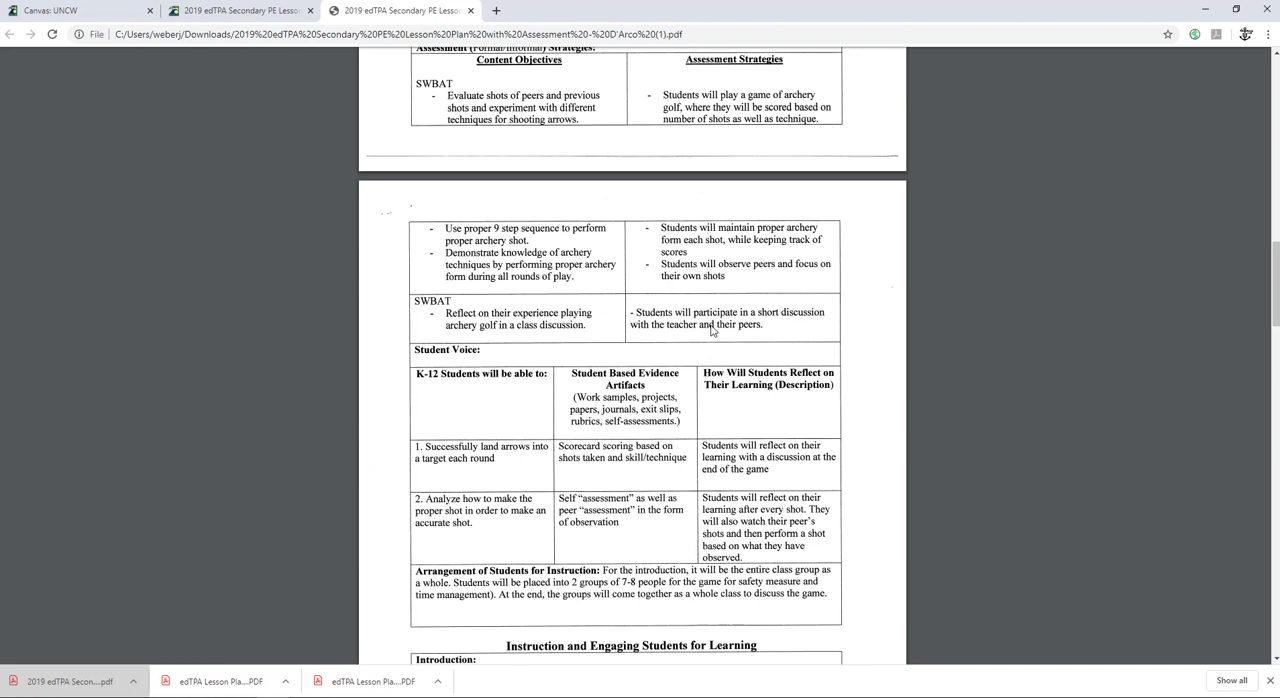 Canvas: UNCW
2019 edTPA Secondary PE Lesson
2019 edTPA Secondary PE Lesson
File
C:/Users/weberj/Downloads/2019%20edTPA%20Secondary%20PE%20Lesson%20Plan%20with%20Assessment%20-%20D'Arco%20(1).pdf
Assessment (Formal/Informal) Strategies:
Content Objectives
SWBAT
- Evaluate shots of peers and previous
shots and experiment with different
techniques for shooting arrows.
Assessment Strategies
- Students will play a game of archery
golf, where they will be scored based on
number of shots as well as technique.
- Use proper 9 step sequence to perform
proper archery shot.
- Demonstrate knowledge of archery
techniques by performing proper archery
form during all rounds of play.
- Students will maintain proper archery
form each shot, while keeping track of
scores
- Students will observe peers and focus on
their own shots
SWBAT
- Reflect on their experience playing
archery golf in a class discussion.
- Students will participate in a short discussion
with the teacher and their peers.
Student Voice:
K-12 Students will be able to:
Student Based Evidence
Artifacts
(Work samples, projects,
papers, journals, exit slips,
rubrics, self-assessments.)
How Will Students Reflect on
Their Learning (Description)
1. Successfully land arrows into
a target each round
Scorecard scoring based on
shots taken and skill/technique
Students will reflect on their
learning with a discussion at the
end of the game
2. Analyze how to make the
proper shot in order to make an
accurate shot.
Self “assessment” as well as
peer “assessment” in the form
of observation
Students will reflect on their
learning after every shot. They
will also watch their peer's
shots and then perform a shot
based on what they have
observed.
Arrangement of Students for Instruction: For the introduction, it will be the entire class group as
a whole. Students will be placed into 2 groups of 7-8 people for the game for safety measure and
time management). At the end, the groups will come together as a whole class to discuss the game.
Instruction and Engaging Students for Learning
Introduction:
2019 edTPA Secon....pdf
edTPA Lesson Pla....PDF
edTPA Lesson Pla....PDF
Show all